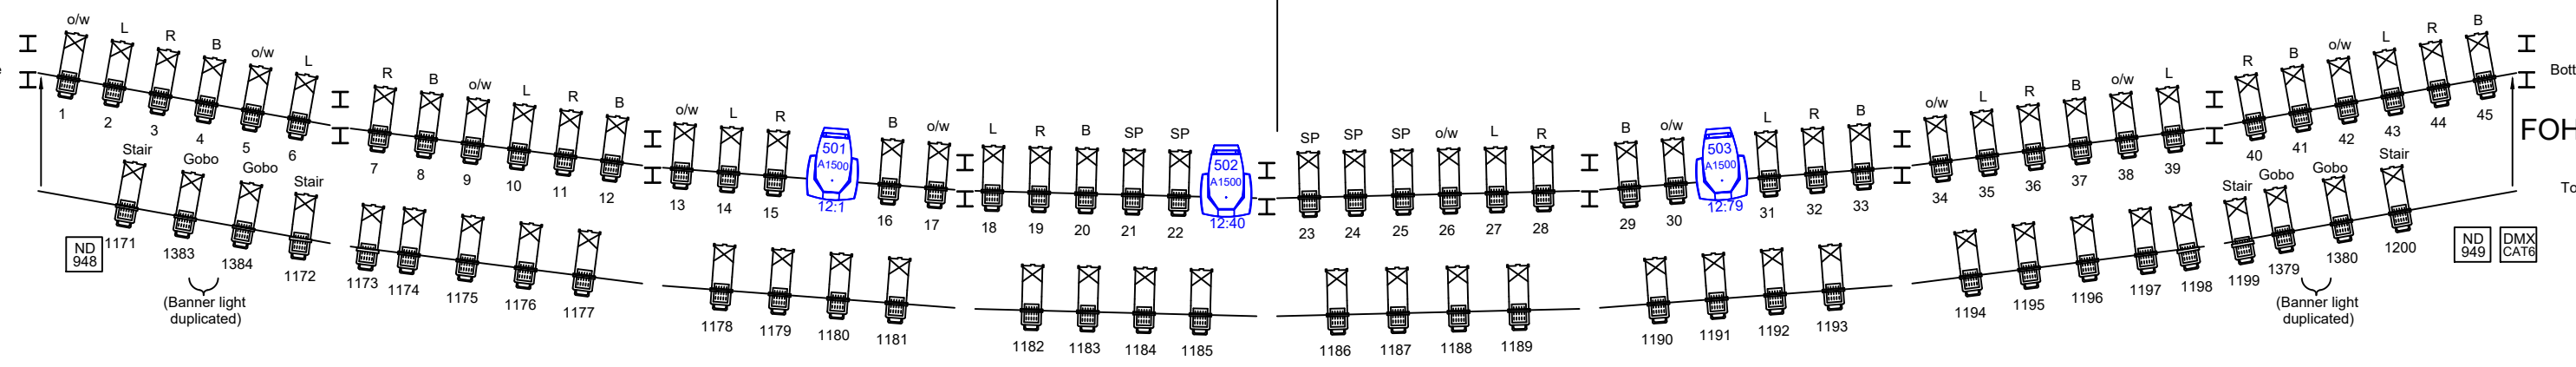 o/w L R B o/w L
1 2 3 4 5 6
R B o/w L R B
7 8 9 10 11 12
o/w L R B o/w
501
A1500
12:1
13 14 15 16 17
L R B SP SP
502
A1500
12:40
18 19 20 21 22
SP SP SP o/w L R
23 24 25 26 27 28
B o/w L R B
503
A1500
12:79
29 30 31 32 33
o/w L R B o/w L
34 35 36 37 38 39
R B o/w L R B
40 41 42 43 44 45
Bott
FOH
To
Stair Gobo Gobo Stair
ND
948
1171 1383 1384 1172
(Banner light
duplicated)
1173 1174 1175 1176 1177
1178 1179 1180 1181
1182 1183 1184 1185
1186 1187 1188 1189
1190 1191 1192 1193
1194 1195 1196 1197 1198
Stair Gobo Gobo Stair
1199 1379 1380 1200
(Banner light
duplicated)
ND
949
DMX
CAT6